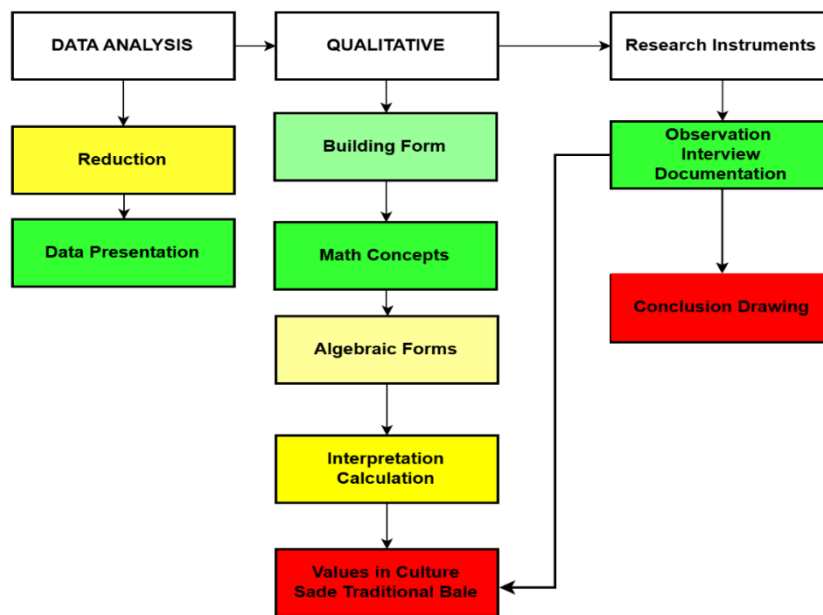 DATA ANALYSIS
QUALITATIVE
Research Instruments
Reduction
Data Presentation
Building Form
Math Concepts
Algebraic Forms
Interpretation
Calculation
Values in Culture
Sade Traditional Bale
Observation
Interview
Documentation
Conclusion Drawing